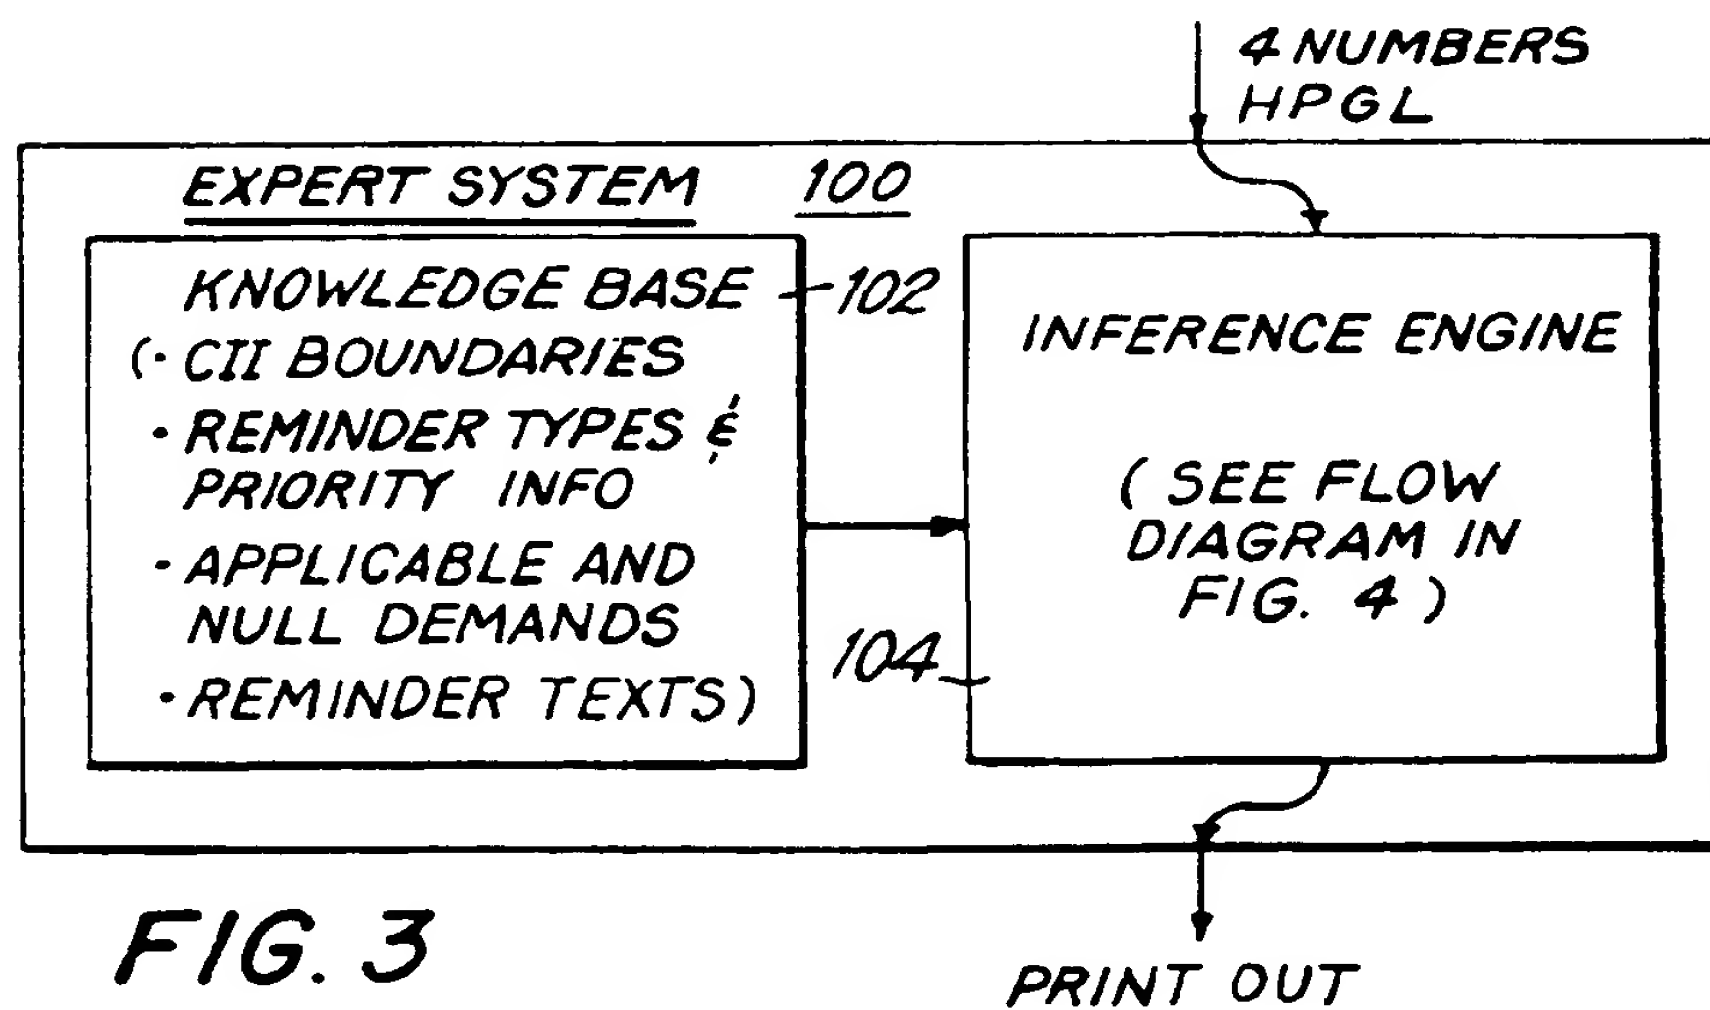 4 NUMBERS
HPGL
EXPERT SYSTEM 100
KNOWLEDGE BASE 102
(· CII BOUNDARIES
· REMINDER TYPES &
PRIORITY INFO
· APPLICABLE AND
NULL DEMANDS
· REMINDER TEXTS)
INFERENCE ENGINE
(SEE FLOW
DIAGRAM IN
FIG. 4)
104
PRINT OUT
FIG. 3